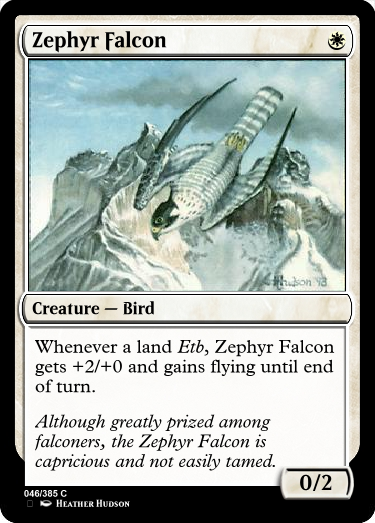 Zephyr Falcon
Hudson '93
Creature — Bird
Whenever a land Etb, Zephyr Falcon
gets +2/+0 and gains flying until end
of turn.
Although greatly prized among
falconers, the Zephyr Falcon is
capricious and not easily tamed.
0/2
046/385 C
Heather Hudson